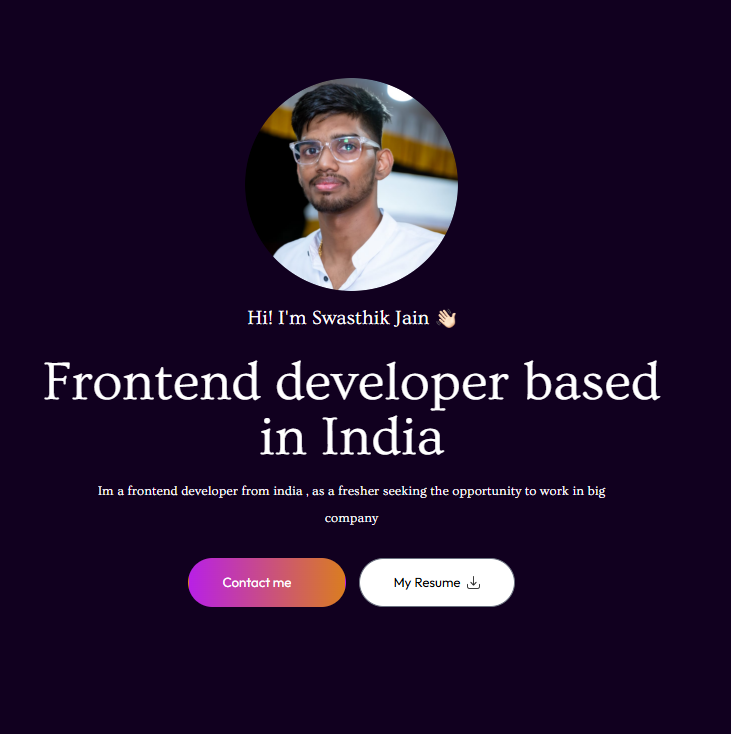 Hi! I'm Swasthik Jain 👋🏻
Frontend developer based
in India
Im a frontend developer from india , as a fresher seeking the opportunity to work in big
company
Contact me
My Resume